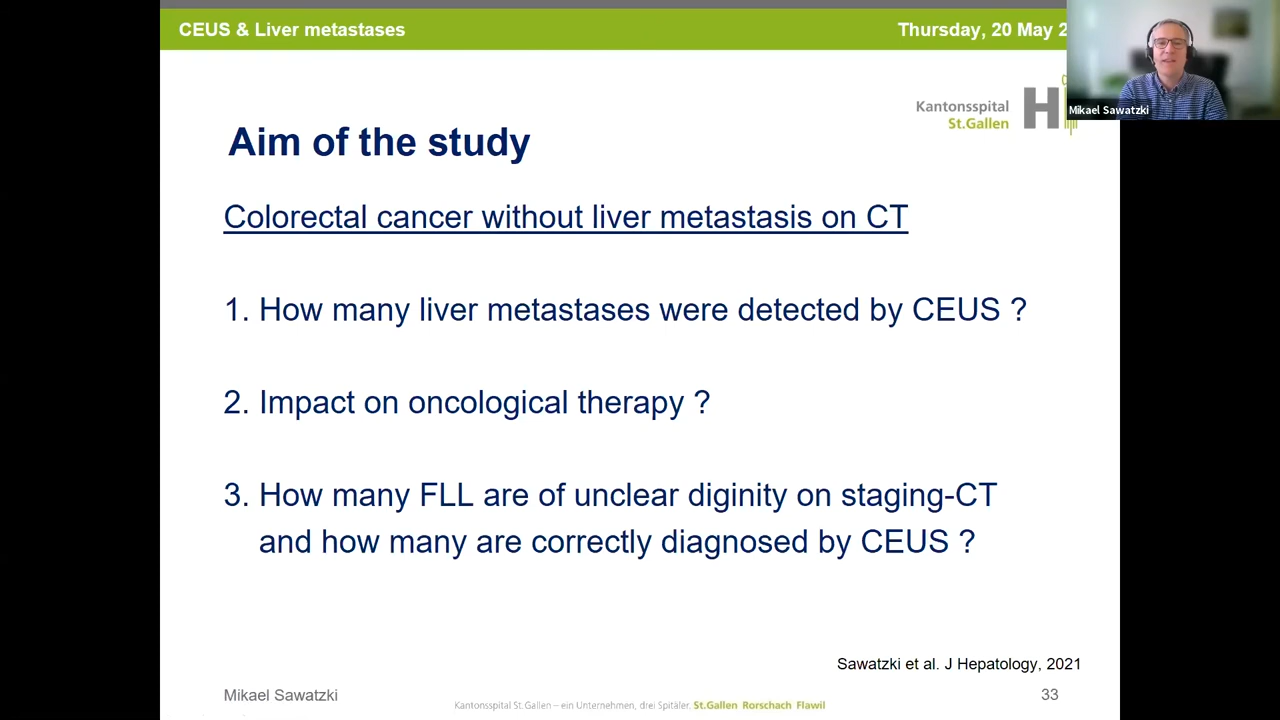 CEUS & Liver metastases
Thursday, 20 May 2
Mikael Sawatzki
Kantonsspital
St.Gallen
H
Aim of the study
Colorectal cancer without liver metastasis on CT
1. How many liver metastases were detected by CEUS ?
2. Impact on oncological therapy ?
3. How many FLL are of unclear diginity on staging-CT
and how many are correctly diagnosed by CEUS ?
Sawatzki et al. J Hepatology, 2021
Mikael Sawatzki
Kantonsspital St.Gallen – ein Unternehmen, drei Spitäler. St.Gallen Rorschach Flawil
33